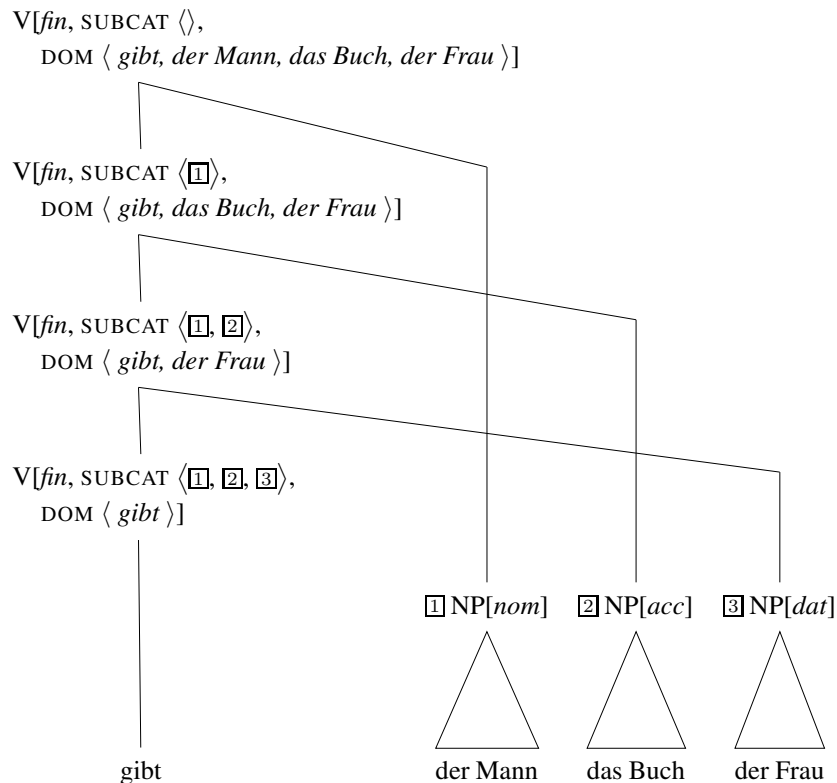 V[fin, SUBCAT ⟨⟩,
DOM ⟨ gibt, der Mann, das Buch, der Frau ⟩]
V[fin, SUBCAT ⟨1⟩,
DOM ⟨ gibt, das Buch, der Frau ⟩]
V[fin, SUBCAT ⟨1, 2⟩,
DOM ⟨ gibt, der Frau ⟩]
V[fin, SUBCAT ⟨1, 2, 3⟩,
DOM ⟨ gibt ⟩]
1 NP[nom] 2 NP[acc] 3 NP[dat]
gibt der Mann das Buch der Frau